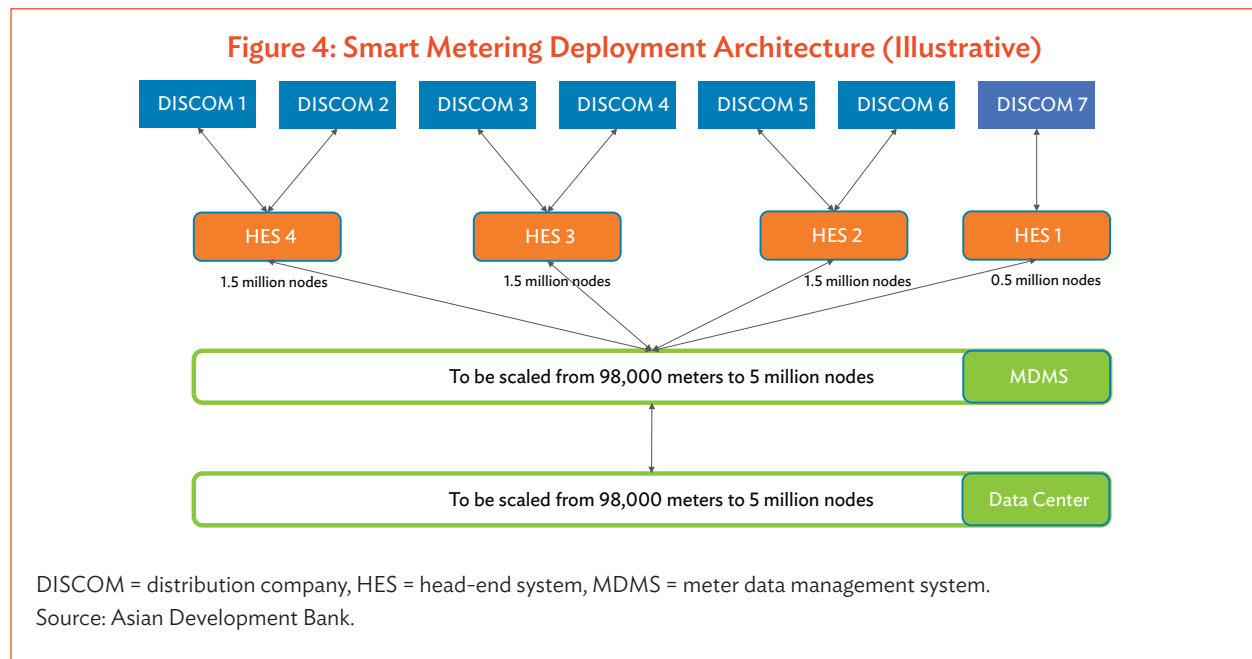 Figure 4: Smart Metering Deployment Architecture (Illustrative)
DISCOM 1
DISCOM 2
DISCOM 3
DISCOM 4
DISCOM 5
DISCOM 6
DISCOM 7
HES 4
HES 3
HES 2
HES 1
1.5 million nodes
1.5 million nodes
1.5 million nodes
0.5 million nodes
To be scaled from 98,000 meters to 5 million nodes
MDMS
To be scaled from 98,000 meters to 5 million nodes
Data Center
DISCOM = distribution company, HES = head-end system, MDMS = meter data management system.
Source: Asian Development Bank.